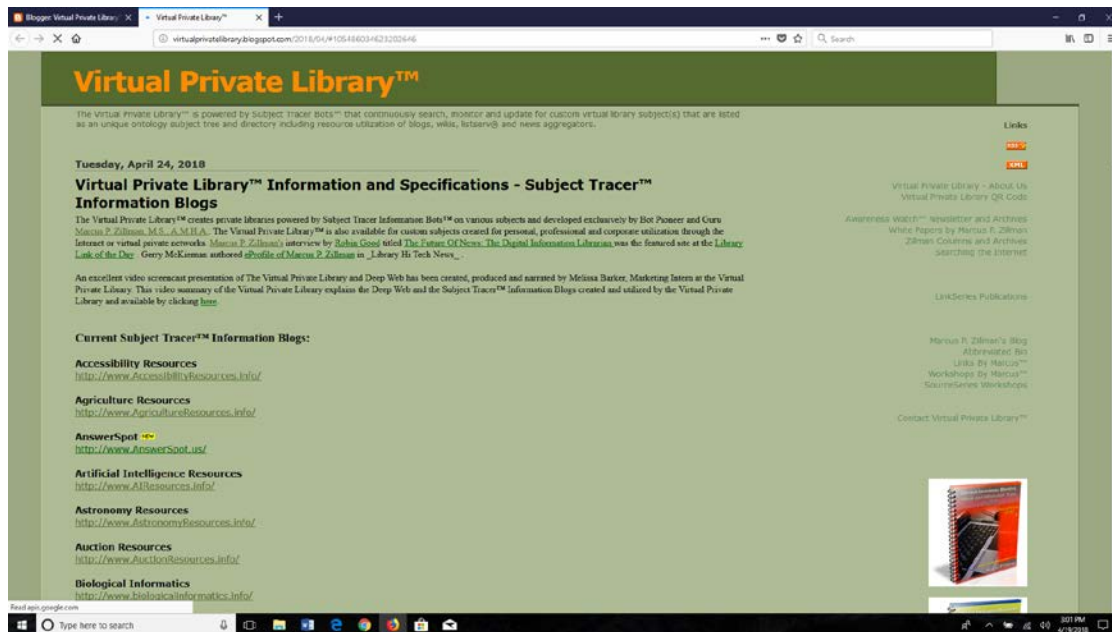 Blogger: Virtual Private Library
Virtual Private Library™
virtualprivatelibrary.blogspot.com/2018/04/#105486034623202646
Search
Virtual Private Library™
The Virtual Private Library™ is powered by Subject Tracer Bots™ that continuously search, monitor and update for custom virtual library subject(s) that are listed
as an unique ontology subject tree and directory including resource utilization of blogs, wikis, listserv® and news aggregators.
Tuesday, April 24, 2018
Virtual Private Library™ Information and Specifications - Subject Tracer™
Information Blogs
The Virtual Private Library™ creates private libraries powered by Subject Tracer Information Bots™ on various subjects and developed exclusively by Bot Pioneer and Guru
Marcus P. Zillman, M.S., A.M.H.A. The Virtual Private Library™ is also available for custom subjects created for personal, professional and corporate utilization through the
Internet or virtual private networks. Marcus P. Zillman's interview by Robin Good titled The Future Of News: The Digital Information Librarian was the featured site at the Library
Link of the Day. Gerry McKiernan authored eProfile of Marcus P. Zillman in _Library Hi Tech News_ .
An excellent video screencast presentation of The Virtual Private Library and Deep Web has been created, produced and narrated by Melissa Barker, Marketing Intern at the Virtual
Private Library. This video summary of the Virtual Private Library explains the Deep Web and the Subject Tracer™ Information Blogs created and utilized by the Virtual Private
Library and available by clicking here.
Current Subject Tracer™ Information Blogs:
Accessibility Resources
http://www.AccessibilityResources.info/
Agriculture Resources
http://www.AgricultureResources.info/
AnswerSpot NEW
http://www.AnswerSpot.us/
Artificial Intelligence Resources
http://www.AIResources.info/
Astronomy Resources
http://www.AstronomyResources.info/
Auction Resources
http://www.AuctionResources.info/
Biological Informatics
http://www.biologicalinformatics.info/
Links
XML
Virtual Private Library - About Us
Virtual Private Library QR Code
Awareness Watch™ Newsletter and Archives
White Papers by Marcus P. Zillman
Zillman Columns and Archives
Searching the Internet
LinkSeries Publications
Marcus P. Zillman's Blog
Abbreviated Bio
Links By Marcus™
Workshops By Marcus™
SourceSeries Workshops
Contact Virtual Private Library™
Read apis.google.com
Type here to search
3:01 PM
4/19/2018